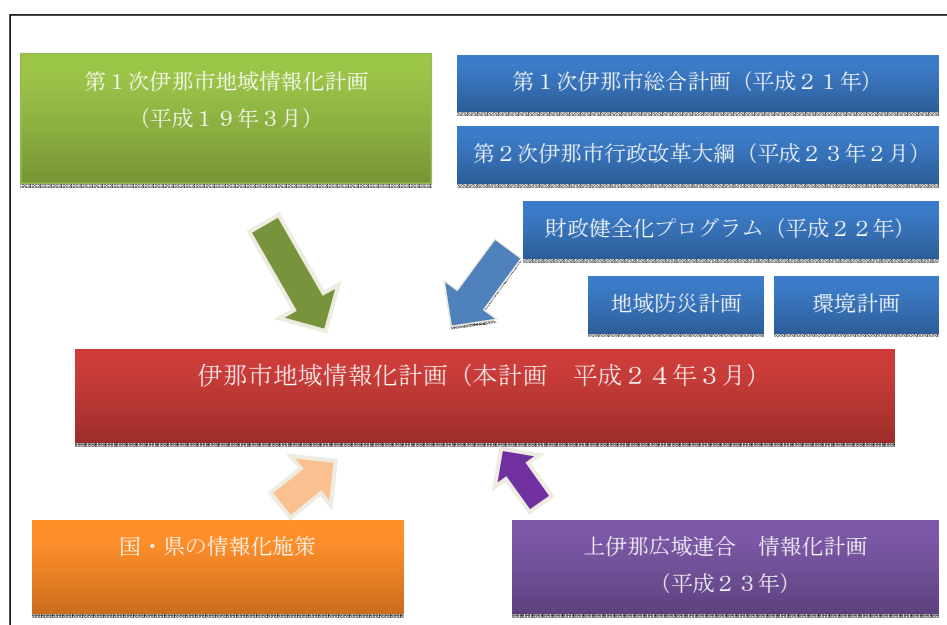 第１次伊那市地域情報化計画
（平成１９年３月）
第１次伊那市総合計画（平成２１年）
第２次伊那市行政改革大綱（平成２３年２月）
財政健全化プログラム（平成２２年）
地域防災計画
環境計画
伊那市地域情報化計画（本計画　平成２４年３月）
国・県の情報化施策
上伊那広域連合　情報化計画
（平成２３年）